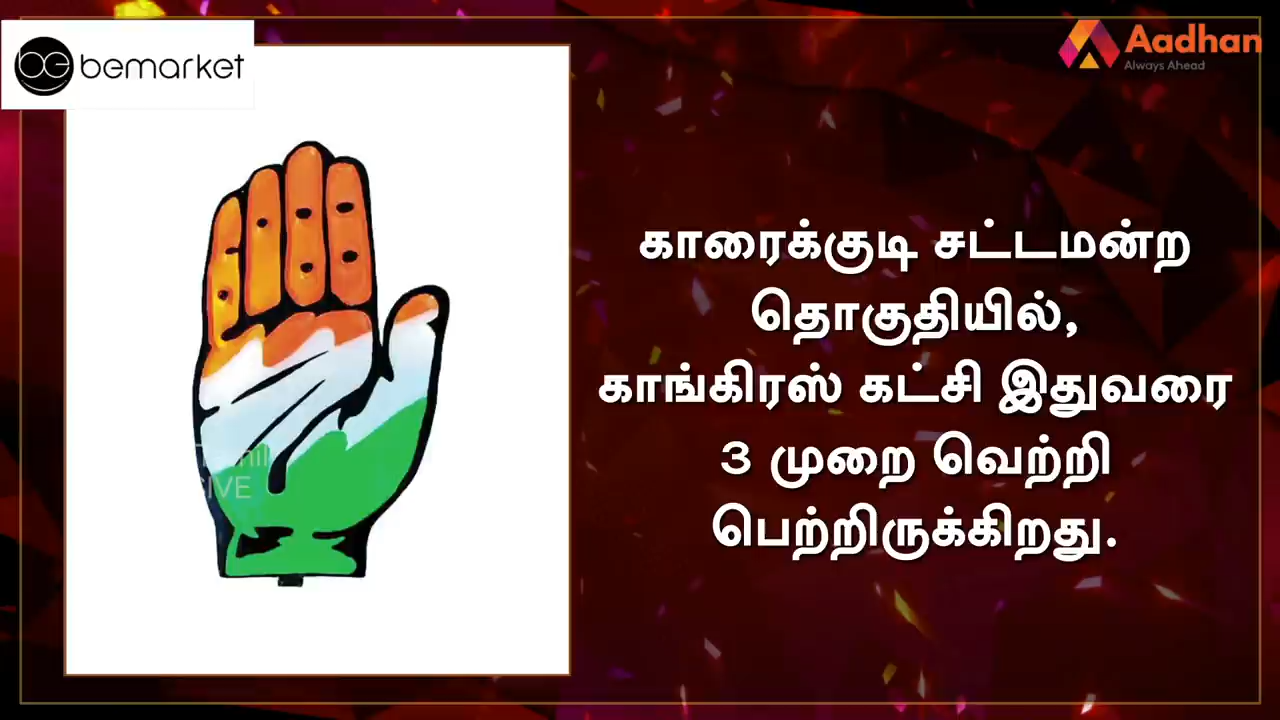 bemarket
Aadhan
Always Ahead
காரைக்குடி சட்டமன்ற
தொகுதியில்,
காங்கிரஸ் கட்சி இதுவரை
3 முறை வெற்றி
பெற்றிருக்கிறது.